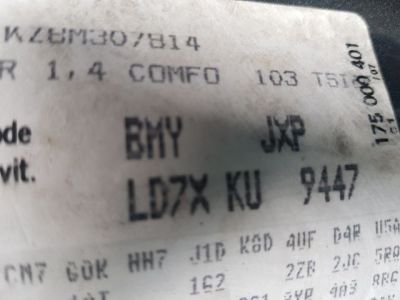 KZ8M307814
R 1,4 COMFO 103 TSI
175 000 401
ode BMY JXP
vit. LD7X KU 9447
CN7 G0K HH7 J1D K8D 4UF D4R U5A
1G2 2ZB 2JC 5RA